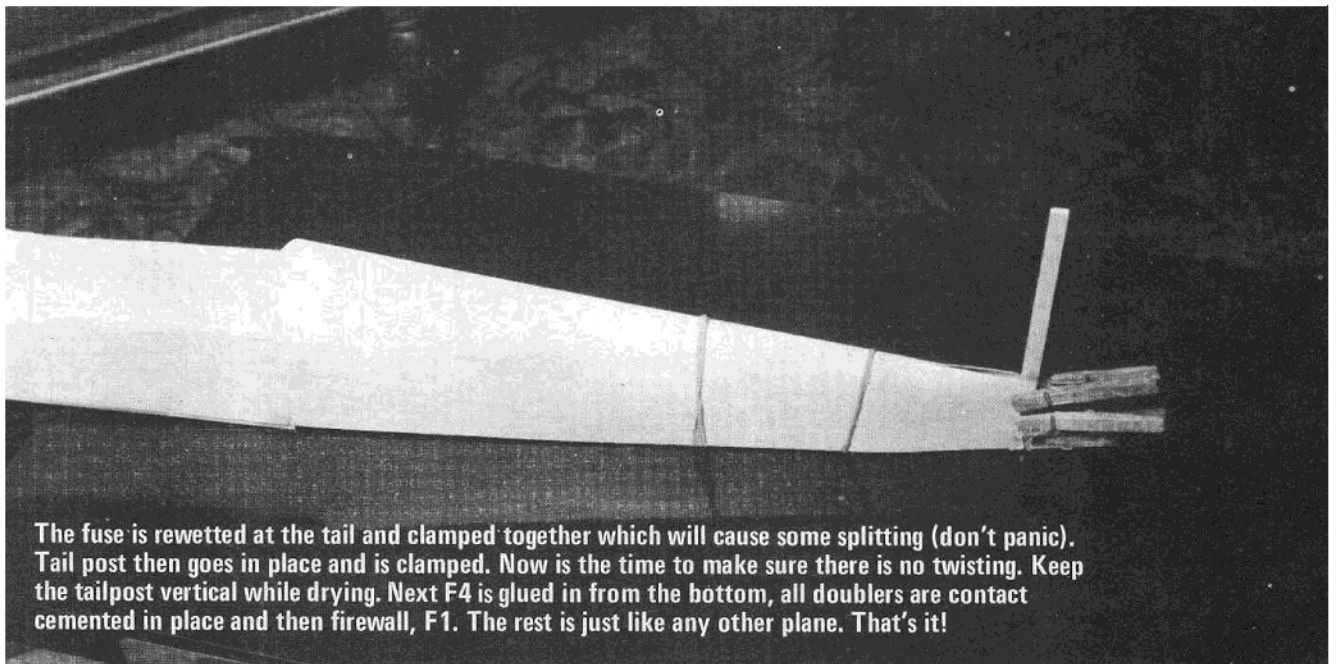 The fuse is rewetted at the tail and clamped together which will cause some splitting (don't panic).
Tail post then goes in place and is clamped. Now is the time to make sure there is no twisting. Keep
the tailpost vertical while drying. Next F4 is glued in from the bottom, all doublers are contact
cemented in place and then firewall, F1. The rest is just like any other plane. That's it!